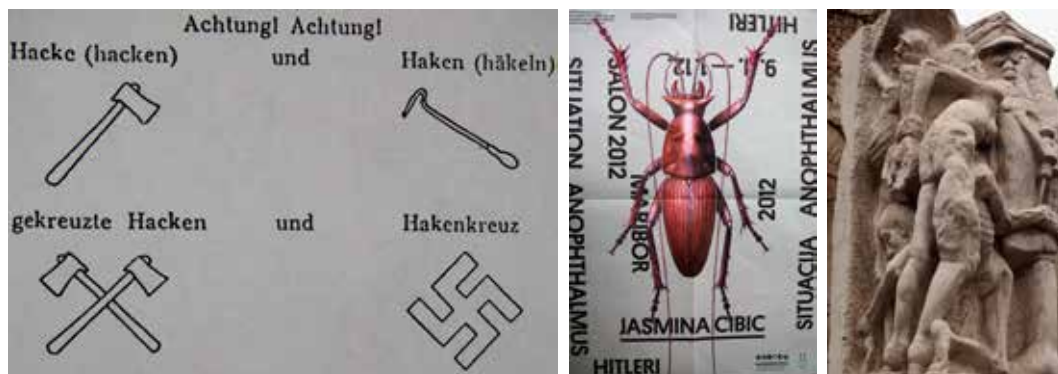 Achtung! Achtung!
Hacke (hacken) und Haken (häkeln)
gekreuzte Hacken und Hakenkreuz
HITLERI
SALON 2012
MARIBOR
2012
SITUATION ANOPHTHALMUS
SITUACIJA ANOPHTHALMUS
JASMINA CIBIC
HITLERI